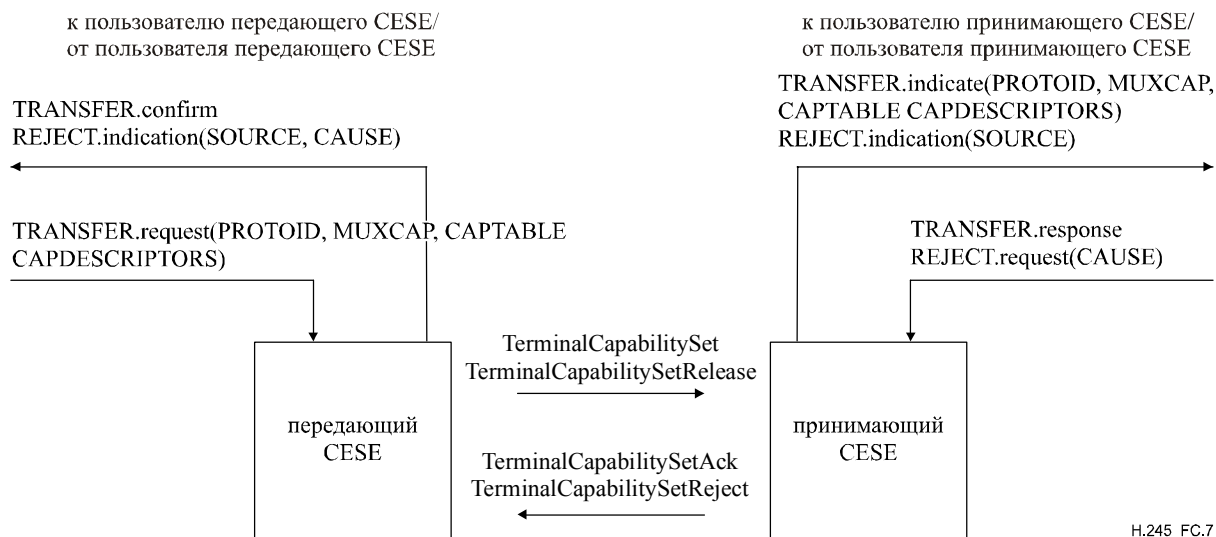 к пользователю передающего CESE/
от пользователя передающего CESE
к пользователю принимающего CESE/
от пользователя принимающего CESE
TRANSFER.confirm
REJECT.indication(SOURCE, CAUSE)
TRANSFER.indicate(PROTOID, MUXCAP,
CAPTABLE CAPDESCRIPTORS)
REJECT.indication(SOURCE)
TRANSFER.request(PROTOID, MUXCAP, CAPTABLE
CAPDESCRIPTORS)
TRANSFER.response
REJECT.request(CAUSE)
передающий
CESE
TerminalCapabilitySet
TerminalCapabilitySetRelease
TerminalCapabilitySetAck
TerminalCapabilitySetReject
принимающий
CESE
H.245_FC.7